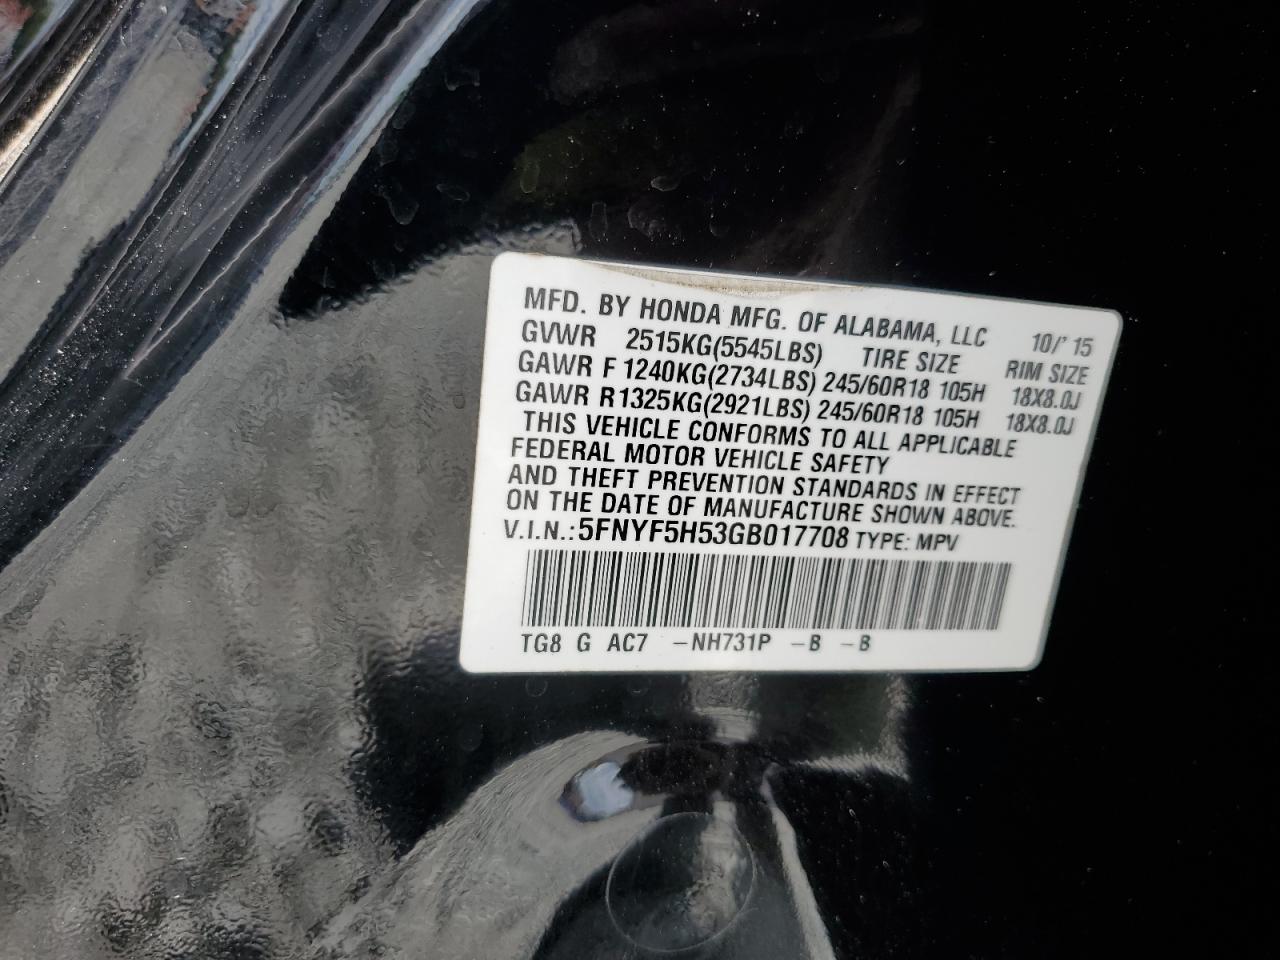 MFD. BY HONDA MFG. OF ALABAMA, LLC 10/'15
GVWR 2515KG(5545LBS) TIRE SIZE RIM SIZE
GAWR F 1240KG(2734LBS) 245/60R18 105H 18X8.0J
GAWR R 1325KG(2921LBS) 245/60R18 105H 18X8.0J
THIS VEHICLE CONFORMS TO ALL APPLICABLE
FEDERAL MOTOR VEHICLE SAFETY
AND THEFT PREVENTION STANDARDS IN EFFECT
ON THE DATE OF MANUFACTURE SHOWN ABOVE.
V.I.N.: 5FNYF5H53GB017708 TYPE: MPV
TG8 G AC7 -NH731P -B -B